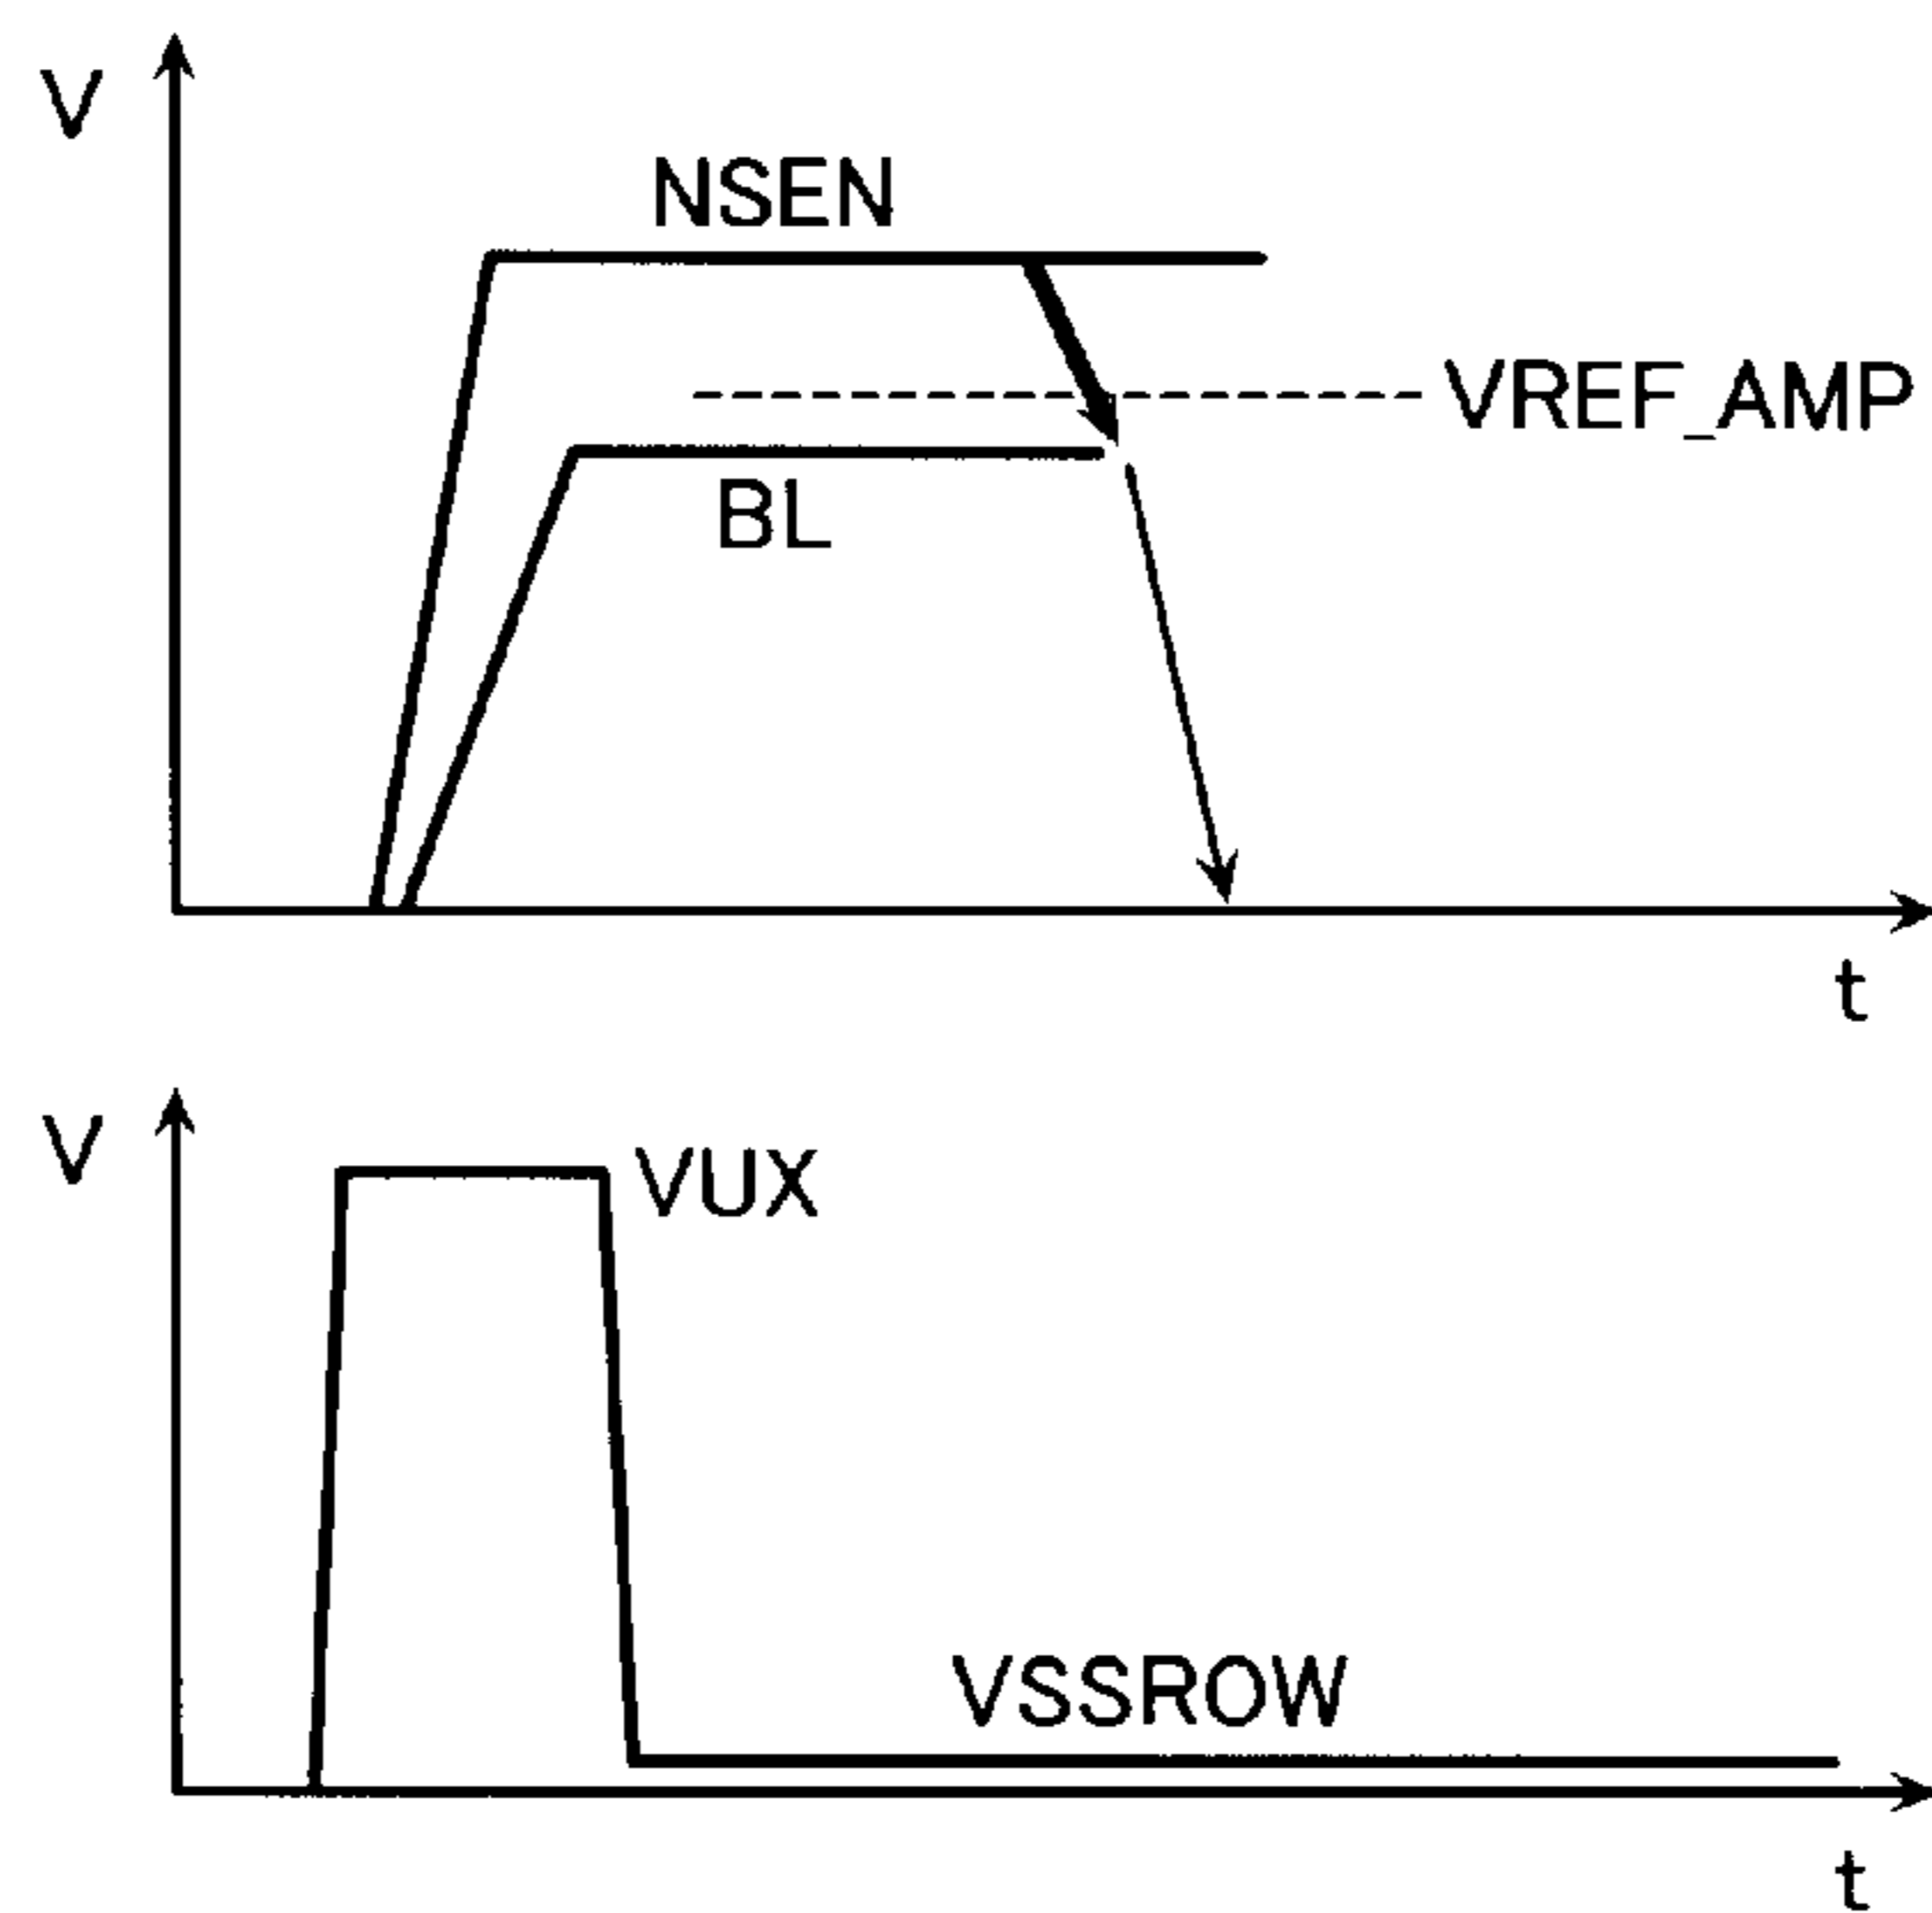 V
NSEN
VREF_AMP
BL
t
V
VUX
VSSROW
t